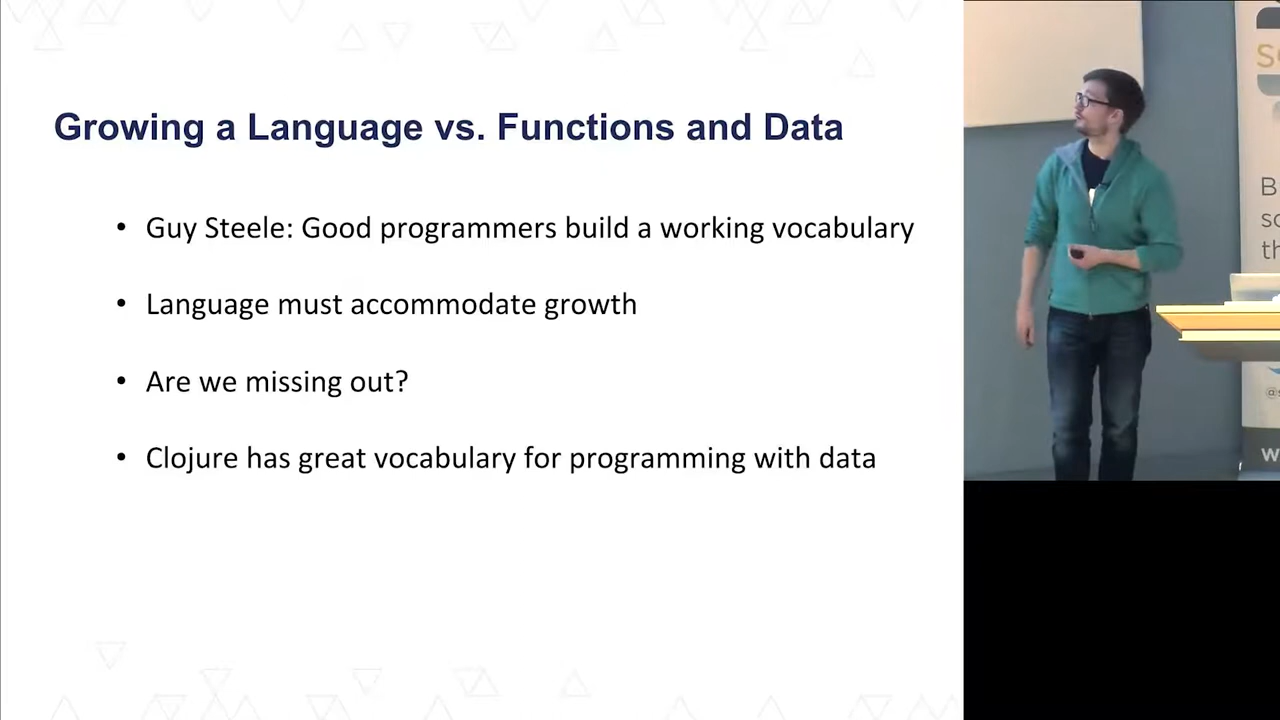 Growing a Language vs. Functions and Data
• Guy Steele: Good programmers build a working vocabulary
• Language must accommodate growth
• Are we missing out?
• Clojure has great vocabulary for programming with data